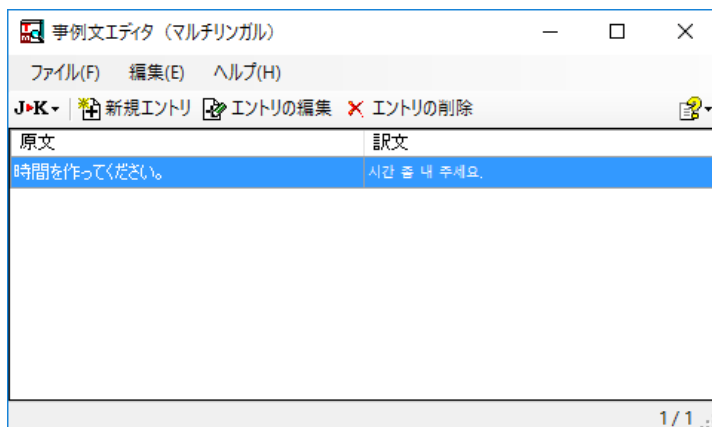 事例文エディタ（マルチリンガル）
ファイル(F) 編集(E) ヘルプ(H)
J▸K 新規エントリ エントリの編集 エントリの削除
原文 訳文
時間を作ってください。 시간 좀 내 주세요.
1 / 1